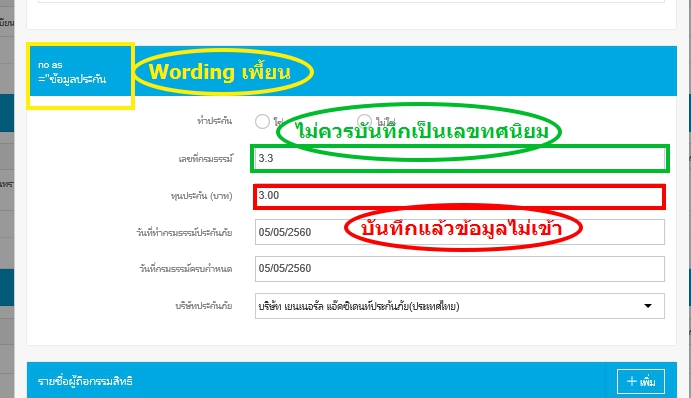 no as
="ข้อมูลประกัน
Wording เพี้ยน
ทำประกัน
ใช่
ไม่ใช่
ไม่ควรบันทึกเป็นเลขทศนิยม
เลขที่กรมธรรม์
3.3
ทุนประกัน (บาท)
3.00
บันทึกแล้วข้อมูลไม่เข้า
วันที่ทำกรมธรรม์ประกันภัย
05/05/2560
วันที่กรมธรรม์ครบกำหนด
05/05/2560
บริษัทประกันภัย
บริษัท เยนเนอรัล แอ๊คซิเดนท์ประกันภัย(ประเทศไทย)
รายชื่อผู้ถือกรรมสิทธิ
+ เพิ่ม